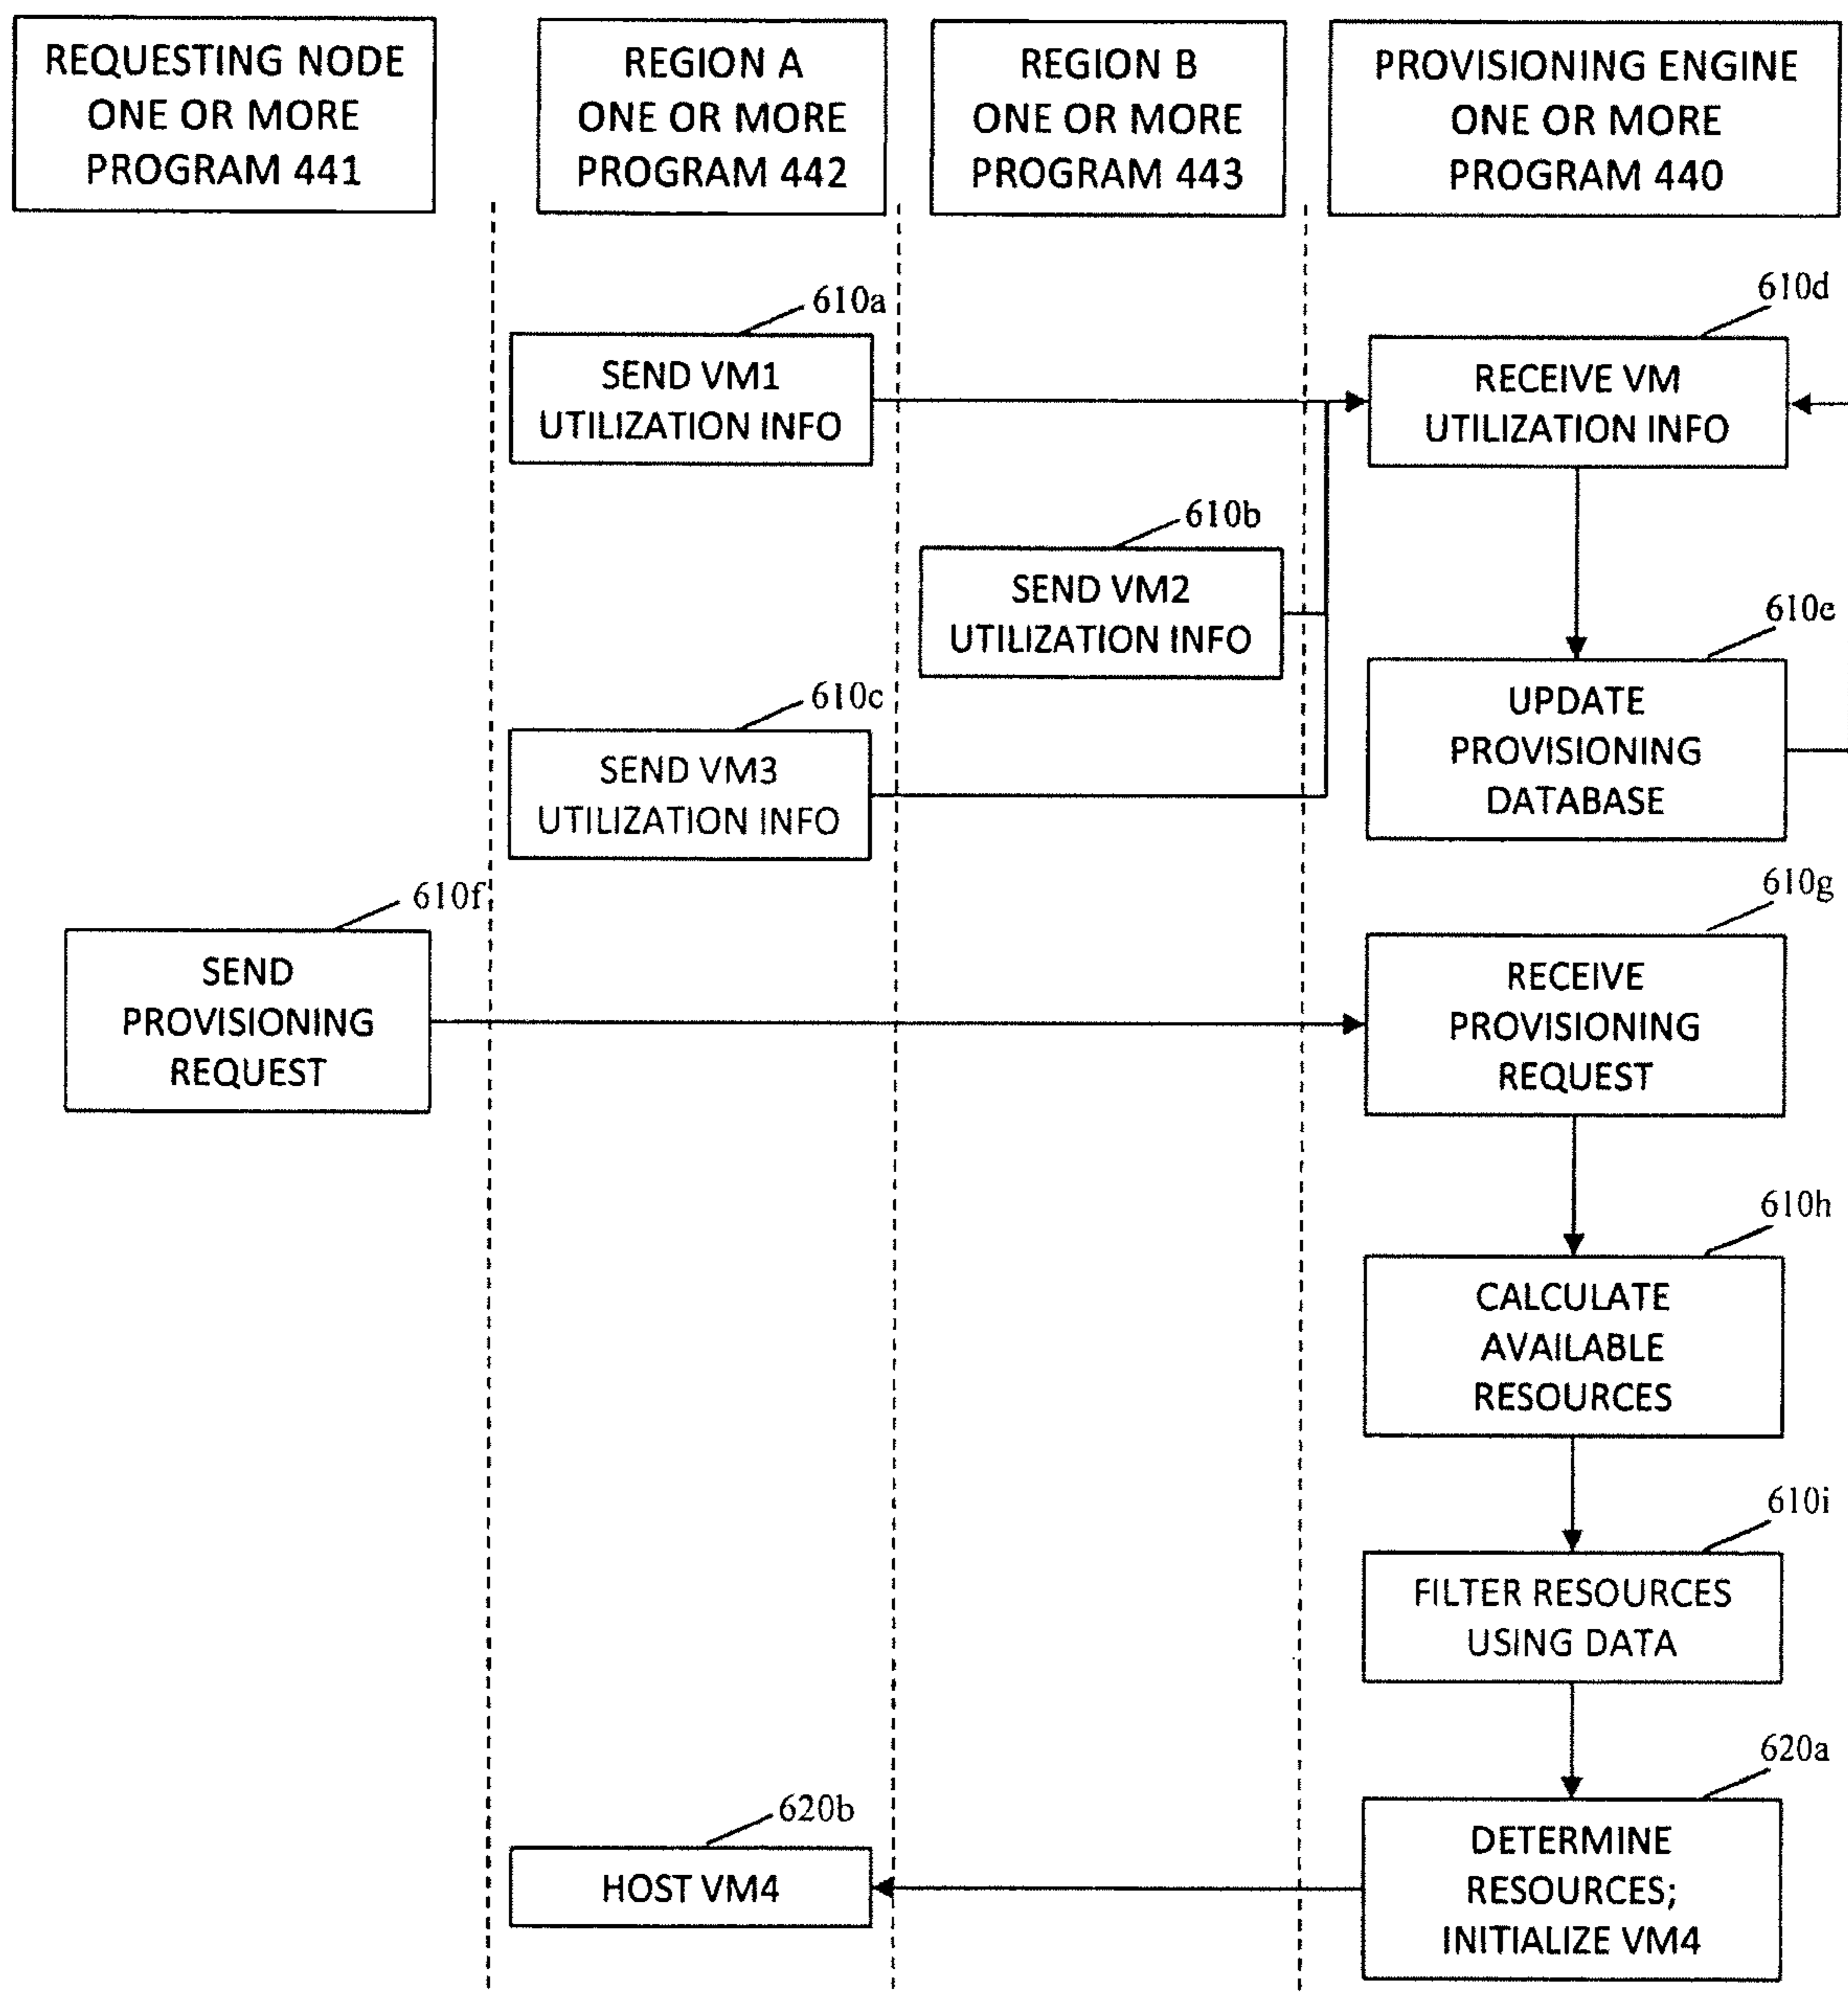 REQUESTING NODE
ONE OR MORE
PROGRAM 441
REGION A
ONE OR MORE
PROGRAM 442
REGION B
ONE OR MORE
PROGRAM 443
PROVISIONING ENGINE
ONE OR MORE
PROGRAM 440
610a
SEND VM1
UTILIZATION INFO
610d
RECEIVE VM
UTILIZATION INFO
610b
SEND VM2
UTILIZATION INFO
610e
UPDATE
PROVISIONING
DATABASE
610c
SEND VM3
UTILIZATION INFO
610f
SEND
PROVISIONING
REQUEST
610g
RECEIVE
PROVISIONING
REQUEST
610h
CALCULATE
AVAILABLE
RESOURCES
610i
FILTER RESOURCES
USING DATA
620a
DETERMINE
RESOURCES;
INITIALIZE VM4
620b
HOST VM4